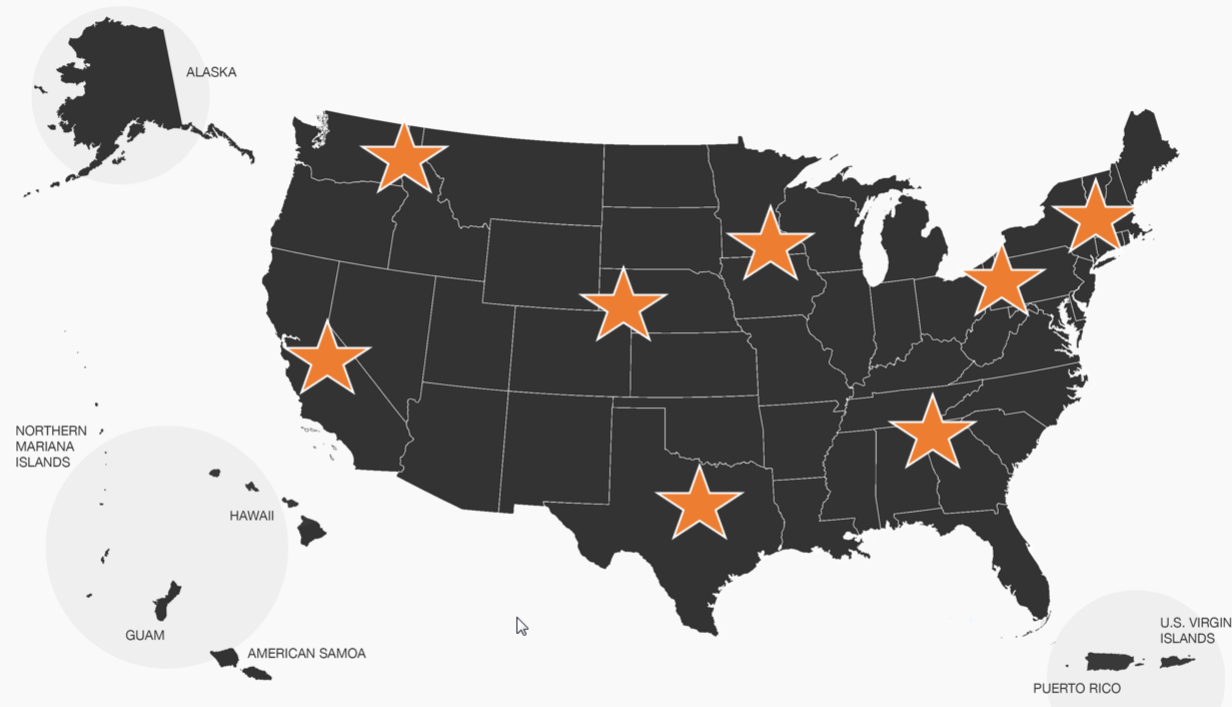 ALASKA
NORTHERN
MARIANA
ISLANDS
HAWAII
GUAM
AMERICAN SAMOA
U.S. VIRGIN
ISLANDS
PUERTO RICO